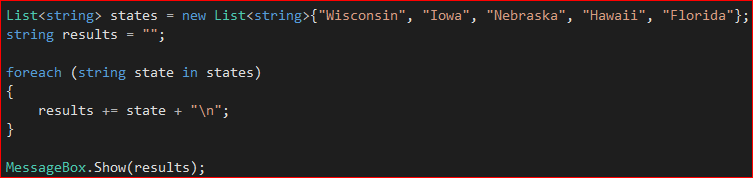 List<string> states = new List<string>{"Wisconsin", "Iowa", "Nebraska", "Hawaii", "Florida"};
string results = "";
foreach (string state in states)
{
    results += state + "\n";
}
MessageBox.Show(results);